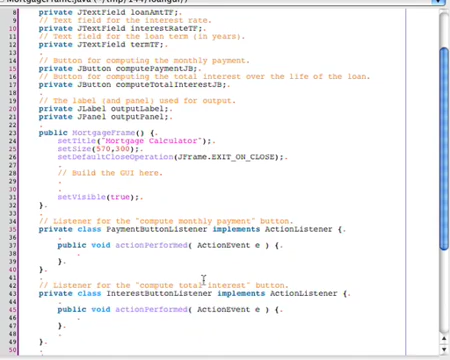 8 private JTextField loanAmtTF;
9 // Text field for the interest rate.
10 private JTextField interestRateTF;
11 // Text field for the loan term (in years).
12 private JTextField termTF;
13
14 // Button for computing the monthly payment.
15 private JButton computePaymentJB;
16 // Button for computing the total interest over the life of the loan.
17 private JButton computeTotalInterestJB;
18
19 // The label (and panel) used for output.
20 private JLabel outputLabel;
21 private JPanel outputPanel;
22
23 public MortgageFrame() {
24 setTitle("Mortgage Calculator");
25 setSize(570,300);
26 setDefaultCloseOperation(JFrame.EXIT_ON_CLOSE);
27
28 // Build the GUI here.
29
30
31 setVisible(true);
32 }
33
34 // Listener for the "compute monthly payment" button.
35 private class PaymentButtonListener implements ActionListener {
36
37 public void actionPerformed( ActionEvent e ) {
38
39 }
40 }
41
42 // Listener for the "compute total interest" button.
43 private class InterestButtonListener implements ActionListener {
44
45 public void actionPerformed( ActionEvent e ) {
46
47 }
48
49 }
50